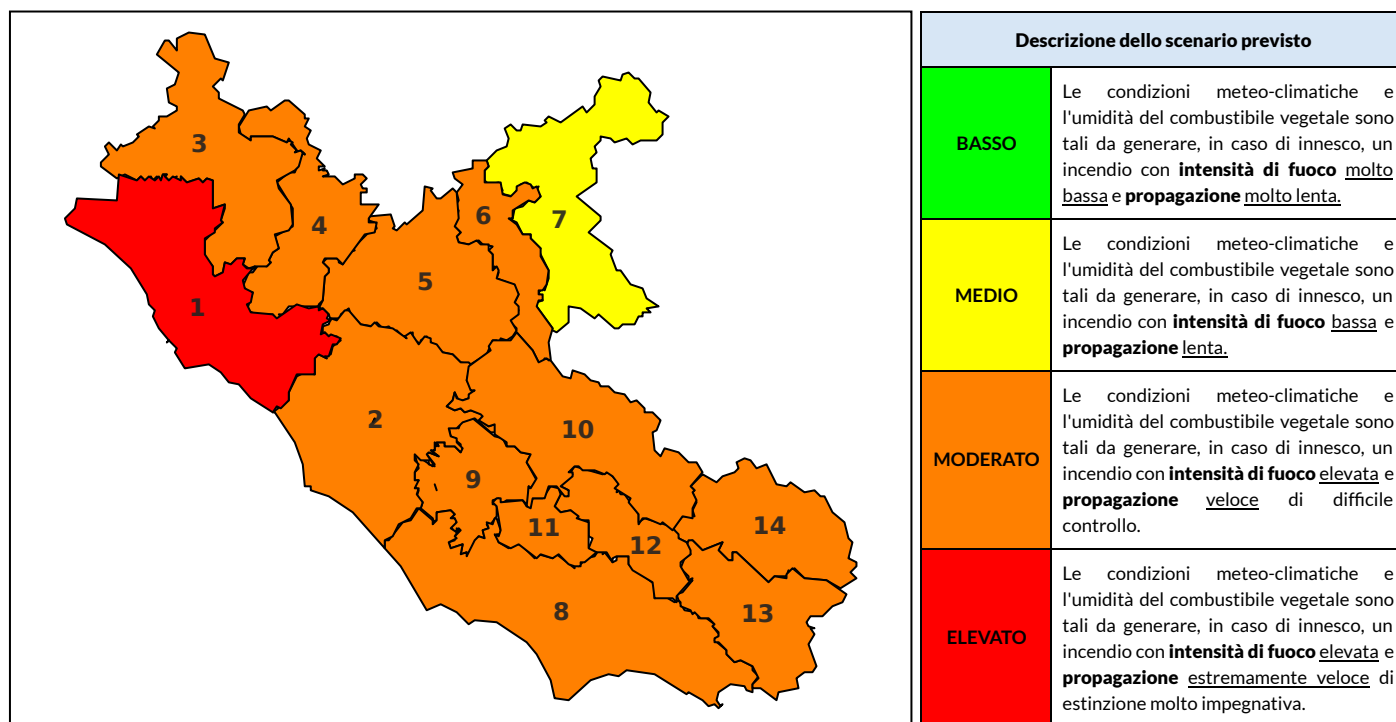 3
4
6
7
5
1
2
10
9
14
11
12
8
13
Descrizione dello scenario previsto
BASSO
Le condizioni meteo-climatiche e
l'umidità del combustibile vegetale sono
tali da generare, in caso di innesco, un
incendio con intensità di fuoco molto
bassa e propagazione molto lenta.
MEDIO
Le condizioni meteo-climatiche e
l'umidità del combustibile vegetale sono
tali da generare, in caso di innesco, un
incendio con intensità di fuoco bassa e
propagazione lenta.
MODERATO
Le condizioni meteo-climatiche e
l'umidità del combustibile vegetale sono
tali da generare, in caso di innesco, un
incendio con intensità di fuoco elevata e
propagazione veloce di difficile
controllo.
ELEVATO
Le condizioni meteo-climatiche e
l'umidità del combustibile vegetale sono
tali da generare, in caso di innesco, un
incendio con intensità di fuoco elevata e
propagazione estremamente veloce di
estinzione molto impegnativa.